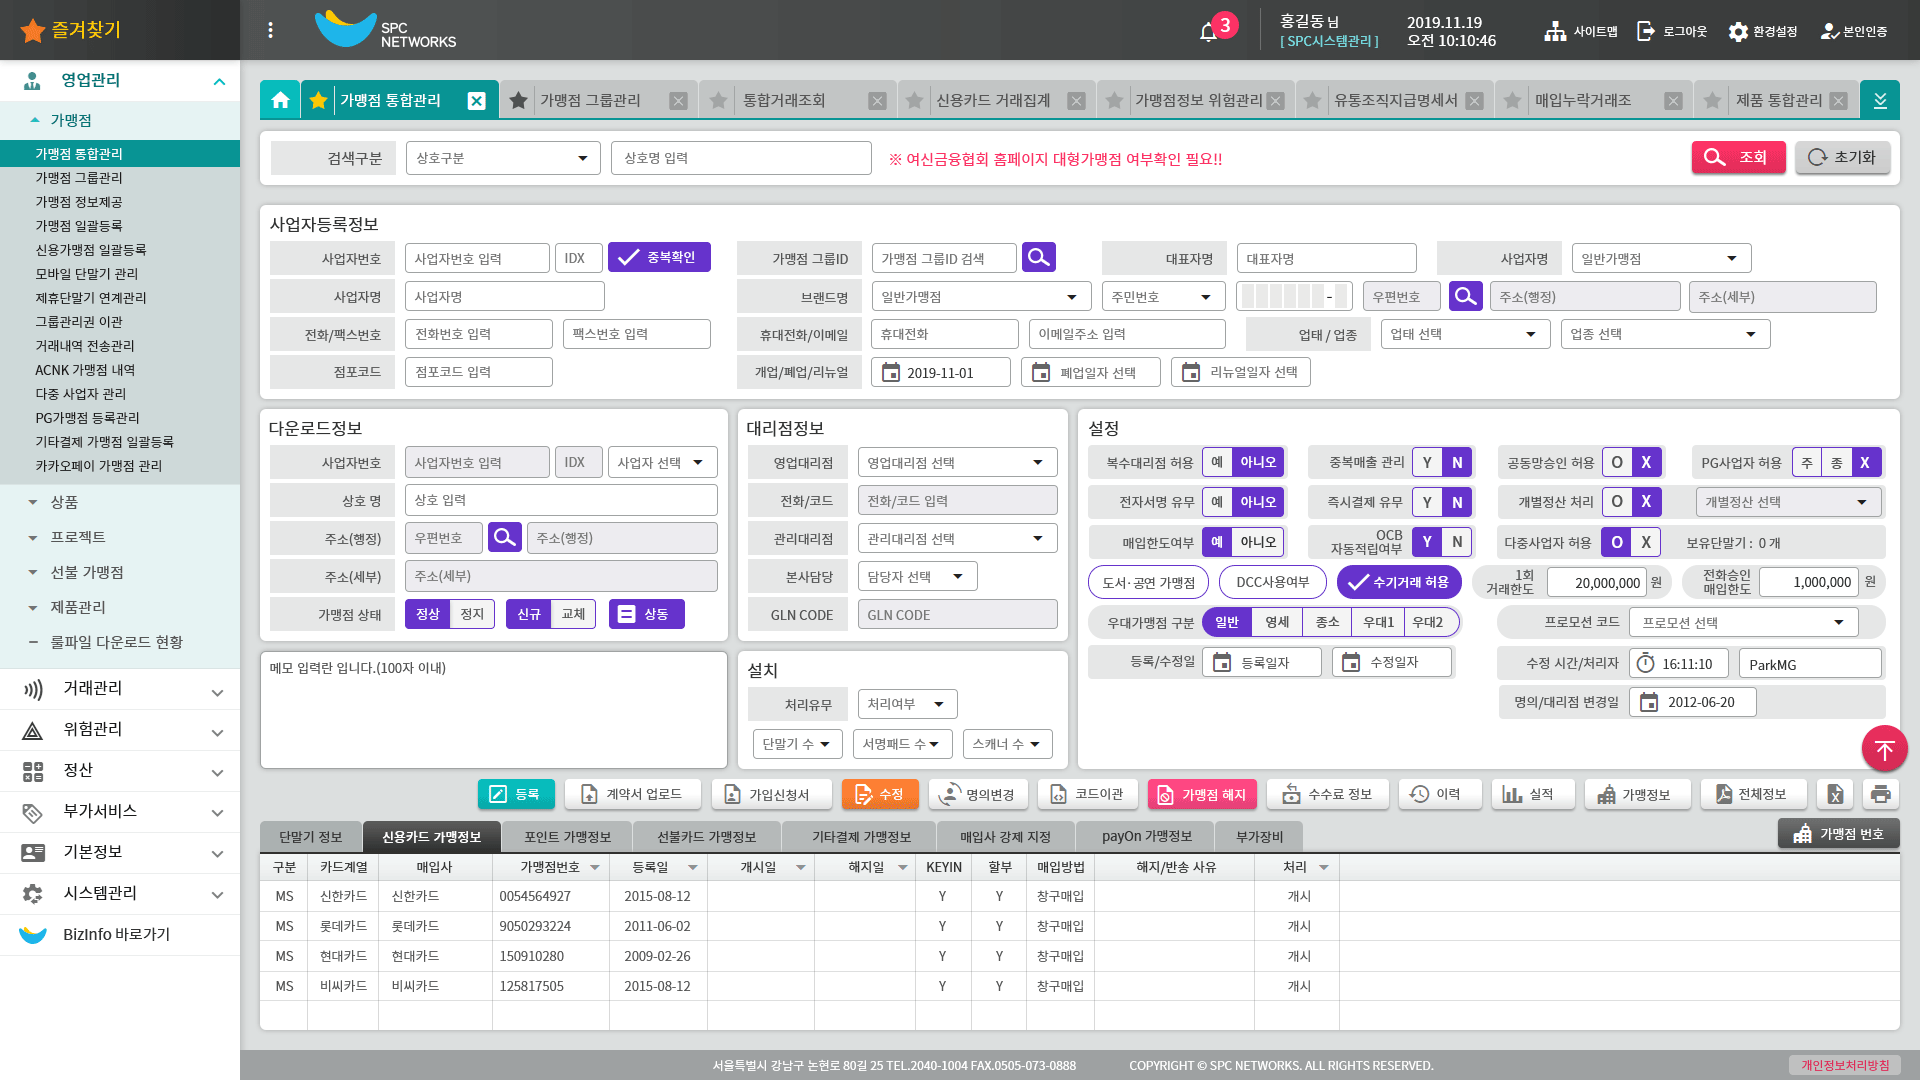 즐겨찾기
SPC
NETWORKS
3
홍길동 님
[ SPC시스템관리 ]
2019.11.19
오전 10:10:46
사이트맵
로그아웃
환경설정
본인인증
영업관리
가맹점
가맹점 통합관리
가맹점 그룹관리
가맹점 정보제공
가맹점 일괄등록
신용가맹점 일괄등록
모바일 단말기 관리
제휴단말기 연계관리
그룹관리권 이관
거래내역 전송관리
ACNK 가맹점 내역
다중 사업자 관리
PG가맹점 등록관리
기타결제 가맹점 일괄등록
카카오페이 가맹점 관리
상품
프로젝트
선불 가맹점
제품관리
룰파일 다운로드 현황
거래관리
위험관리
정산
부가서비스
기본정보
시스템관리
BizInfo 바로가기
가맹점 통합관리 가맹점 그룹관리 통합거래조회 신용카드 거래집계 가맹점정보 위험관리 유통조직지급명세서 매입누락거래조 제품 통합관리
검색구분 상호구분 상호명 입력 ※ 여신금융협회 홈페이지 대형가맹점 여부확인 필요!! 조회 초기화
사업자등록정보
사업자번호 사업자번호 입력 IDX 중복확인 가맹점 그룹ID 가맹점 그룹ID 검색 대표자명 대표자명 사업자명 일반가맹점
사업자명 사업자명 브랜드명 일반가맹점 주민번호 - 우편번호 주소(행정) 주소(세부)
전화/팩스번호 전화번호 입력 팩스번호 입력 휴대전화/이메일 휴대전화 이메일주소 입력 업태 / 업종 업태 선택 업종 선택
점포코드 점포코드 입력 개업/폐업/리뉴얼 2019-11-01 폐업일자 선택 리뉴얼일자 선택
다운로드정보
사업자번호 사업자번호 입력 IDX 사업자 선택
상호 명 상호 입력
주소(행정) 우편번호 주소(행정)
주소(세부) 주소(세부)
가맹점 상태 정상 정지 신규 교체 상동
메모 입력란 입니다.(100자 이내)
대리점정보
영업대리점 영업대리점 선택
전화/코드 전화/코드 입력
관리대리점 관리대리점 선택
본사담당 담당자 선택
GLN CODE GLN CODE
설치
처리유무 처리여부
단말기 수 서명패드 수 스캐너 수
설정
복수대리점 허용 예 아니오 중복매출 관리 Y N 공동망승인 허용 O X PG사업자 허용 주 종 X
전자서명 유무 예 아니오 즉시결제 유무 Y N 개별정산 처리 O X 개별정산 선택
매입한도여부 예 아니오 OCB
자동적립여부 Y N 다중사업자 허용 O X 보유단말기 : 0 개
도서·공연 가맹점 DCC사용여부 수기거래 허용 1회
거래한도 20,000,000 원 전화승인
매입한도 1,000,000 원
우대가맹점 구분 일반 영세 중소 우대1 우대2 프로모션 코드 프로모션 선택
등록/수정일 등록일자 수정일자 수정 시간/처리자 16:11:10 ParkMG
명의/대리점 변경일 2012-06-20
등록 계약서 업로드 가입신청서 수정 명의변경 코드이관 가맹점 해지 수수료 정보 이력 실적 가맹정보 전체정보
단말기 정보 신용카드 가맹정보 포인트 가맹정보 선불카드 가맹정보 기타결제 가맹정보 매입사 강제 지정 payOn 가맹정보 부가장비 가맹점 번호
구분 카드계열 매입사 가맹점번호 등록일 개시일 해지일 KEYIN 할부 매입방법 해지/반송 사유 처리
MS 신한카드 신한카드 0054564927 2015-08-12 Y Y 창구매입 개시
MS 롯데카드 롯데카드 9050293224 2011-06-02 Y Y 창구매입 개시
MS 현대카드 현대카드 150910280 2009-02-26 Y Y 창구매입 개시
MS 비씨카드 비씨카드 125817505 2015-08-12 Y Y 창구매입 개시
서울특별시 강남구 논현로 80길 25 TEL.2040-1004 FAX.0505-073-0888 COPYRIGHT © SPC NETWORKS. ALL RIGHTS RESERVED. 개인정보처리방침